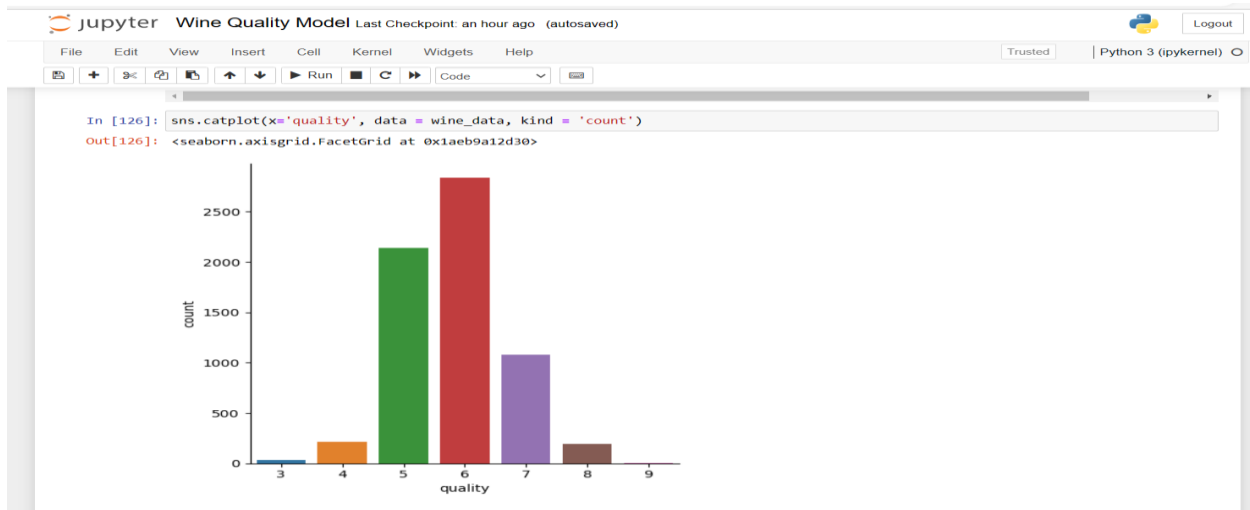 jupyter Wine Quality Model Last Checkpoint: an hour ago (autosaved)
Logout
File Edit View Insert Cell Kernel Widgets Help
Trusted
Python 3 (ipykernel)
Run
Code
In [126]: sns.catplot(x='quality', data = wine_data, kind = 'count')
Out[126]: <seaborn.axisgrid.FacetGrid at 0x1aeb9a12d30>
2500
2000
1500
1000
500
0
count
3 4 5 6 7 8 9
quality